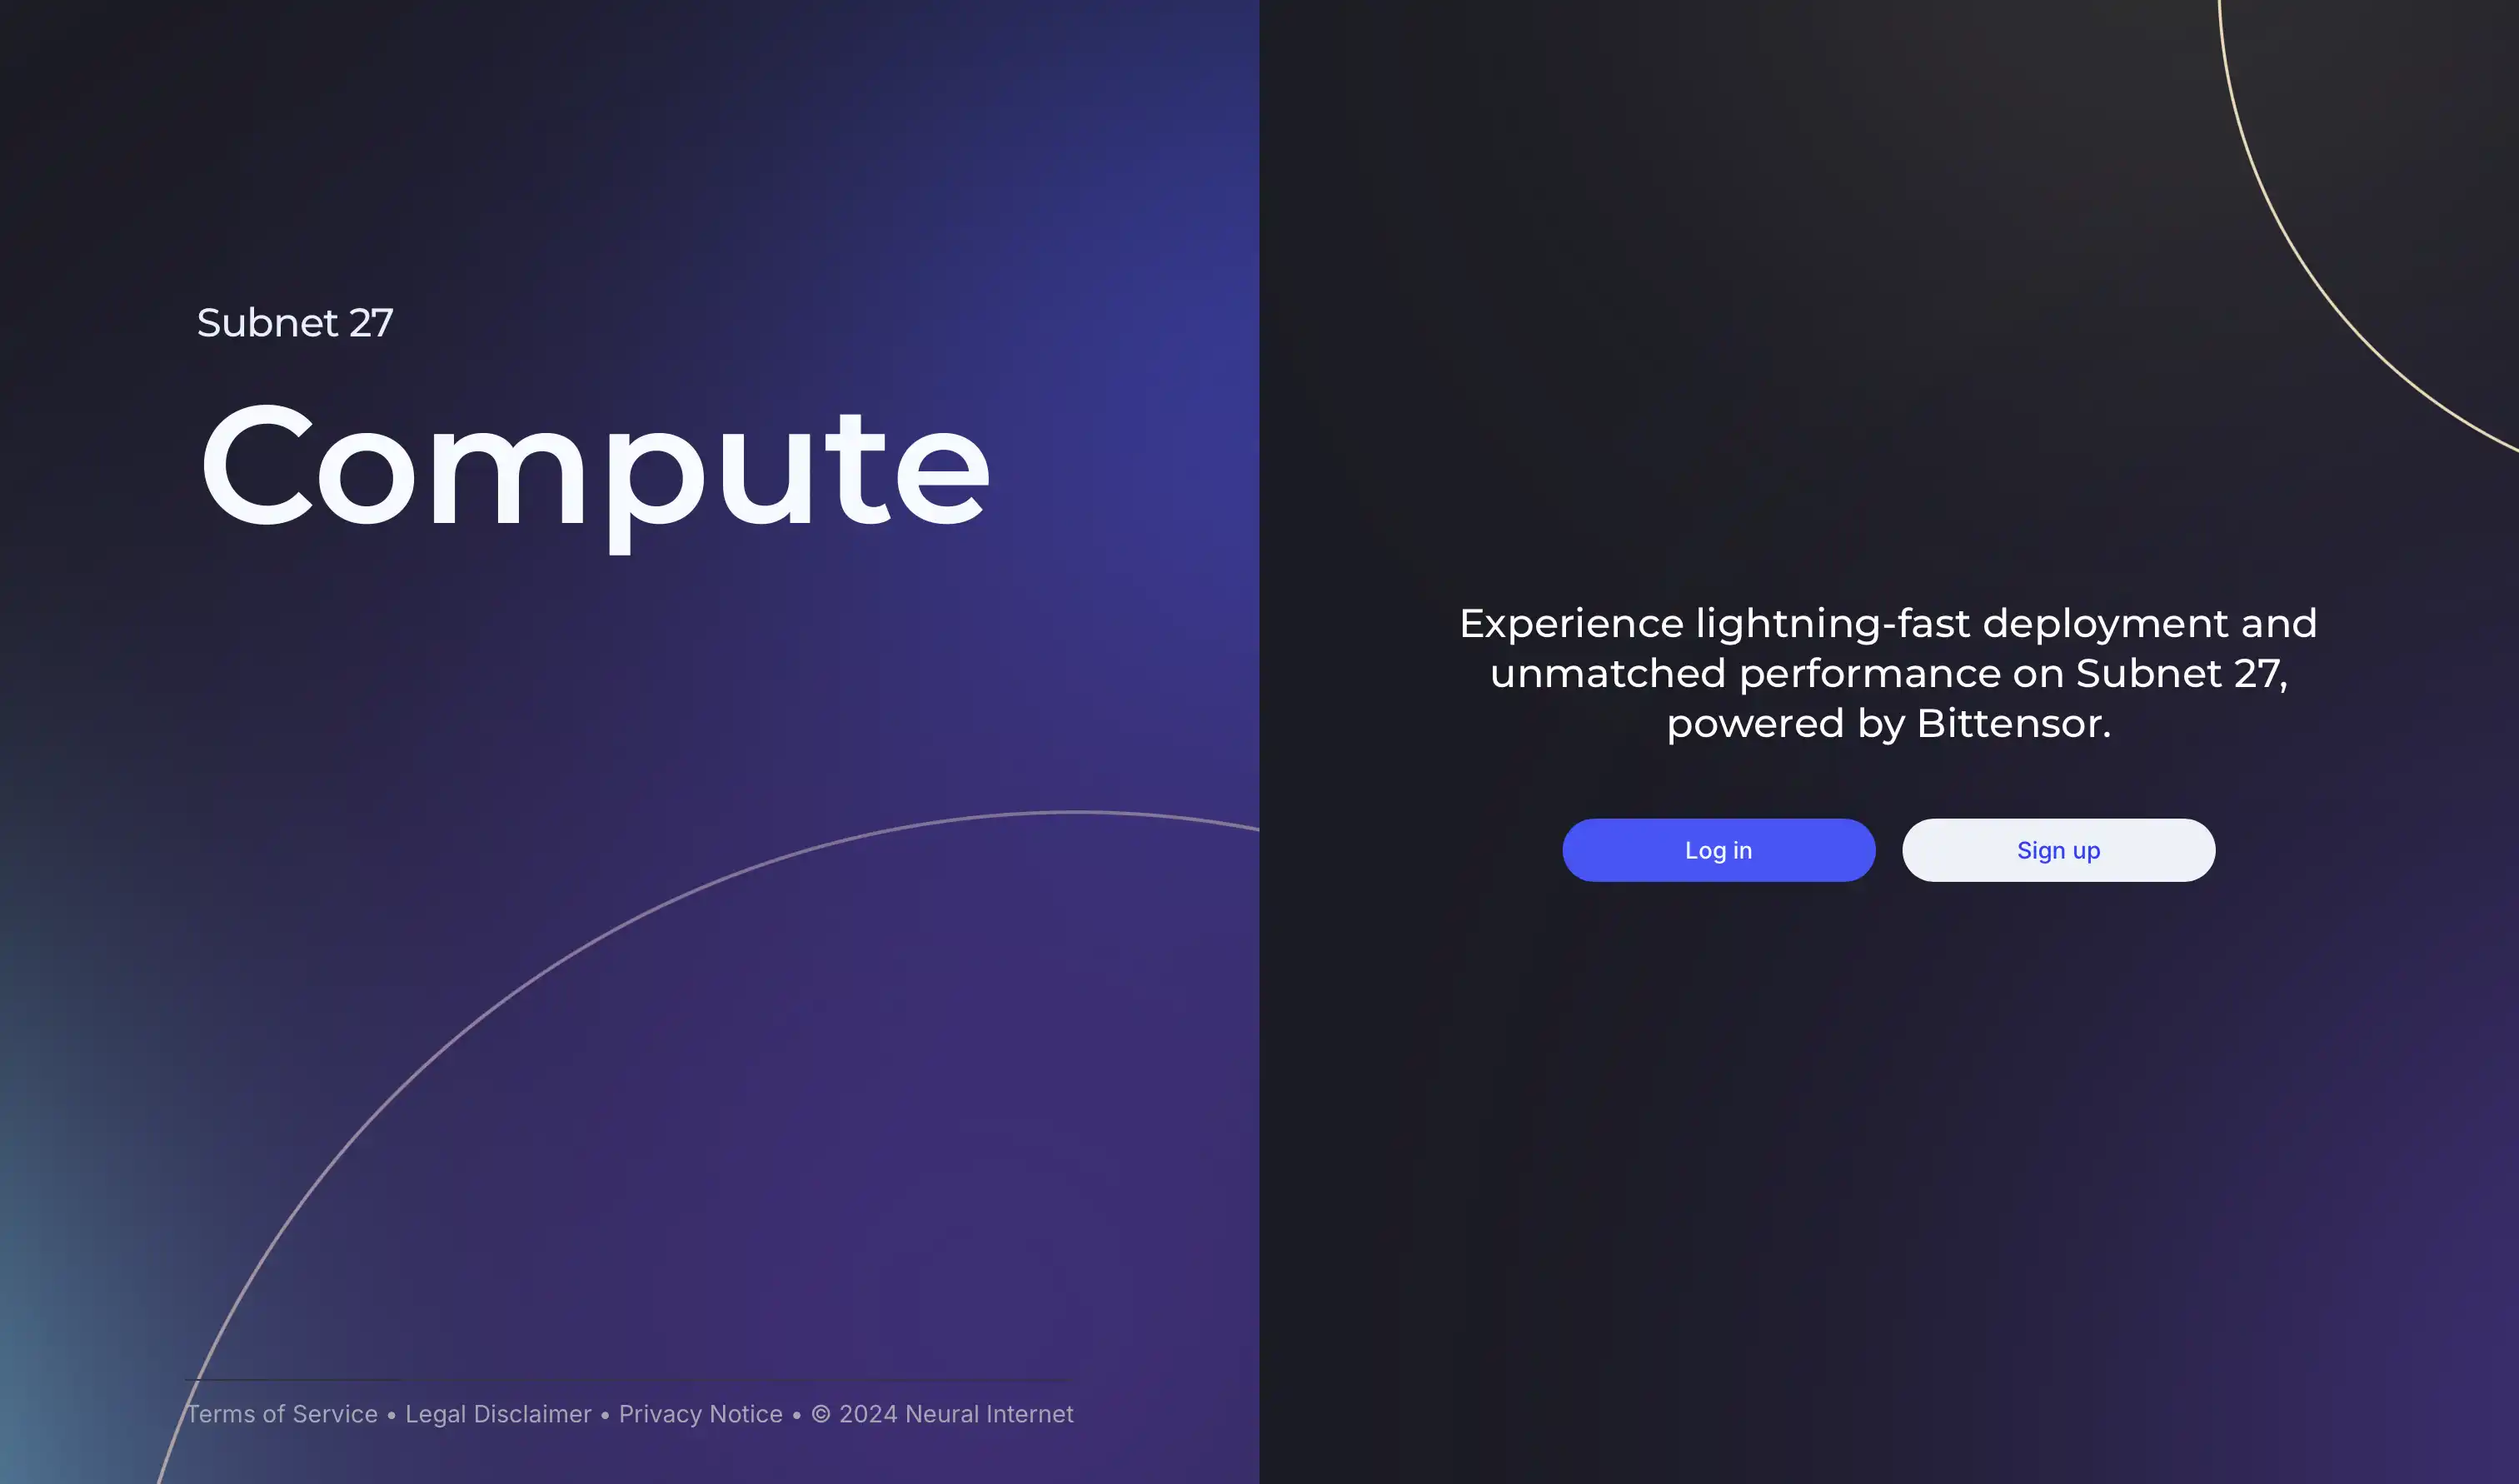 Subnet 27
Compute
Experience lightning-fast deployment and
unmatched performance on Subnet 27,
powered by Bittensor.
Log in
Sign up
Terms of Service • Legal Disclaimer • Privacy Notice • © 2024 Neural Internet